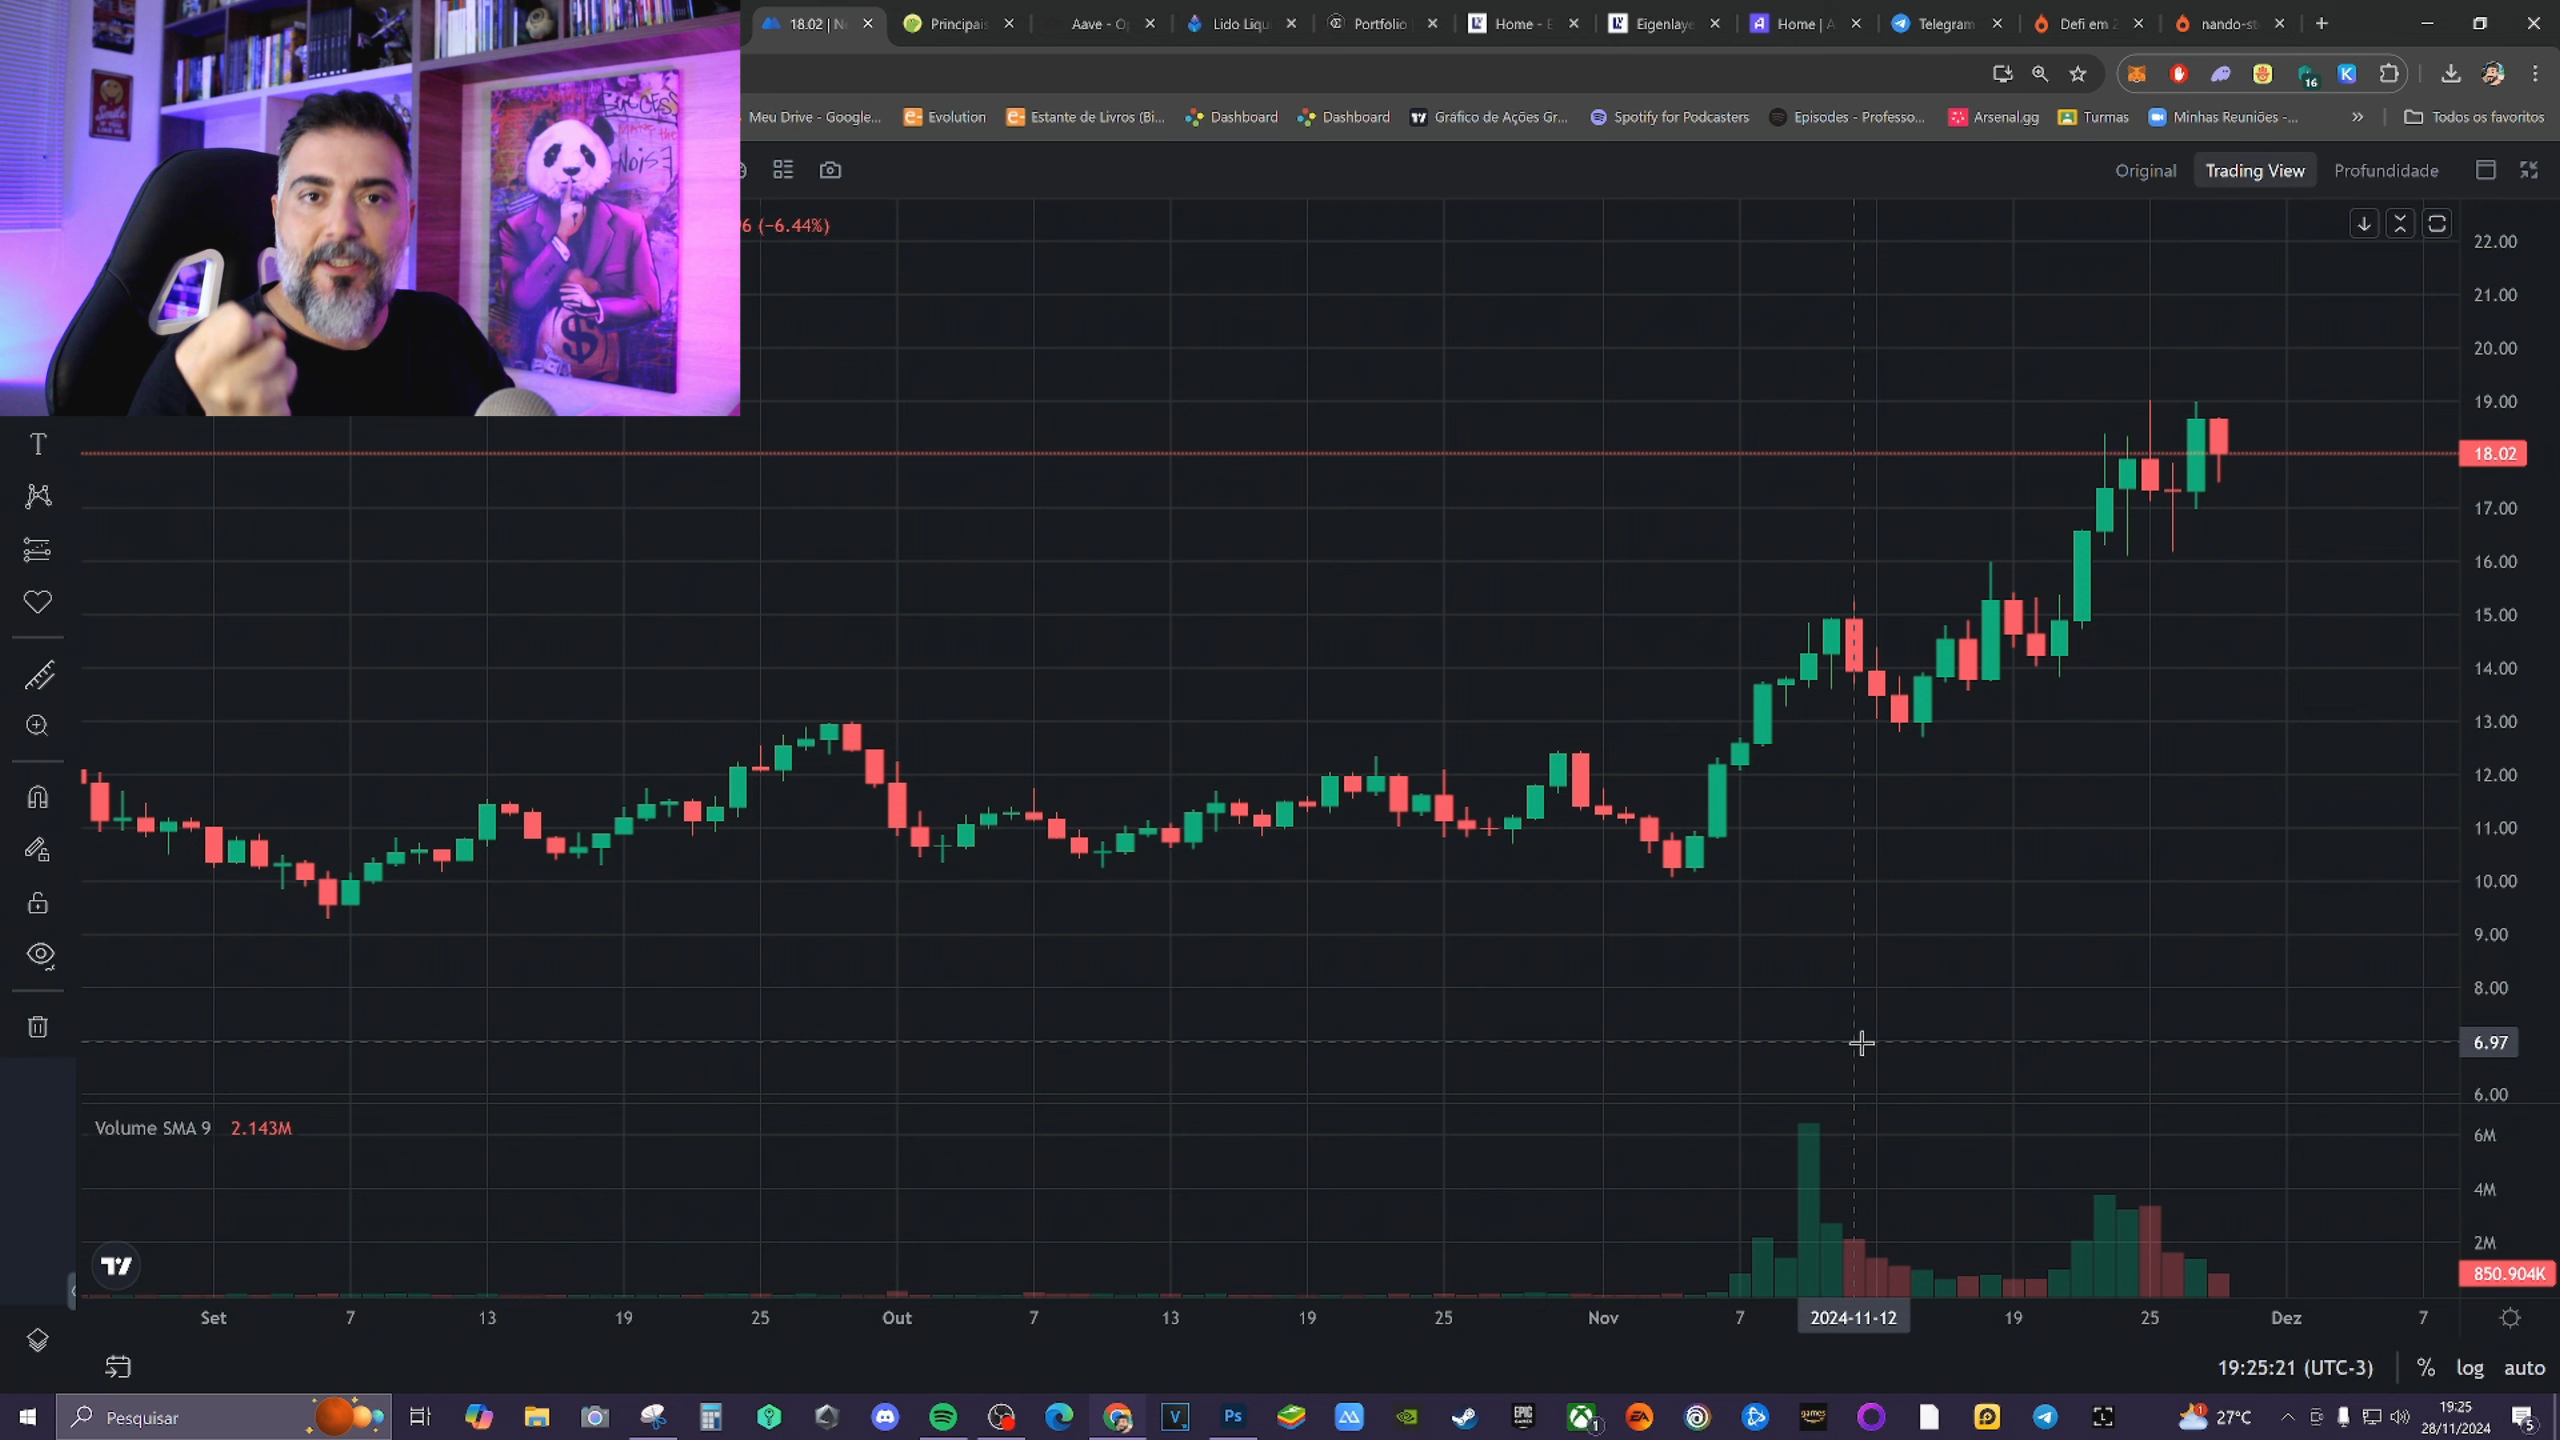 18.02 | N
Principais
Aave - O
Lido Liqu
Portfolio
Home - E
Eigenlaye
Home | A
Telegram
Defi em 2
nando-st
16
Meu Drive - Google...
Evolution
Estante de Livros (Bi...
Dashboard
Dashboard
Gráfico de Ações Gr...
Spotify for Podcasters
Episodes - Professo...
Arsenal.gg
Turmas
Minhas Reuniões -...
Todos os favoritos
Original
Trading View
Profundidade
SUCCESS
MAKE the
NOISE
$
6 (−6.44%)
22.00
21.00
20.00
19.00
18.02
17.00
16.00
15.00
14.00
13.00
12.00
11.00
10.00
9.00
8.00
6.97
6.00
Volume SMA 9 2.143M
6M
4M
2M
850.904K
Set 7 13 19 25 Out 7 13 19 25 Nov 7 2024-11-12 19 25 Dez 7
19:25:21 (UTC-3) % log auto
Pesquisar
27°C
19:25
28/11/2024
5